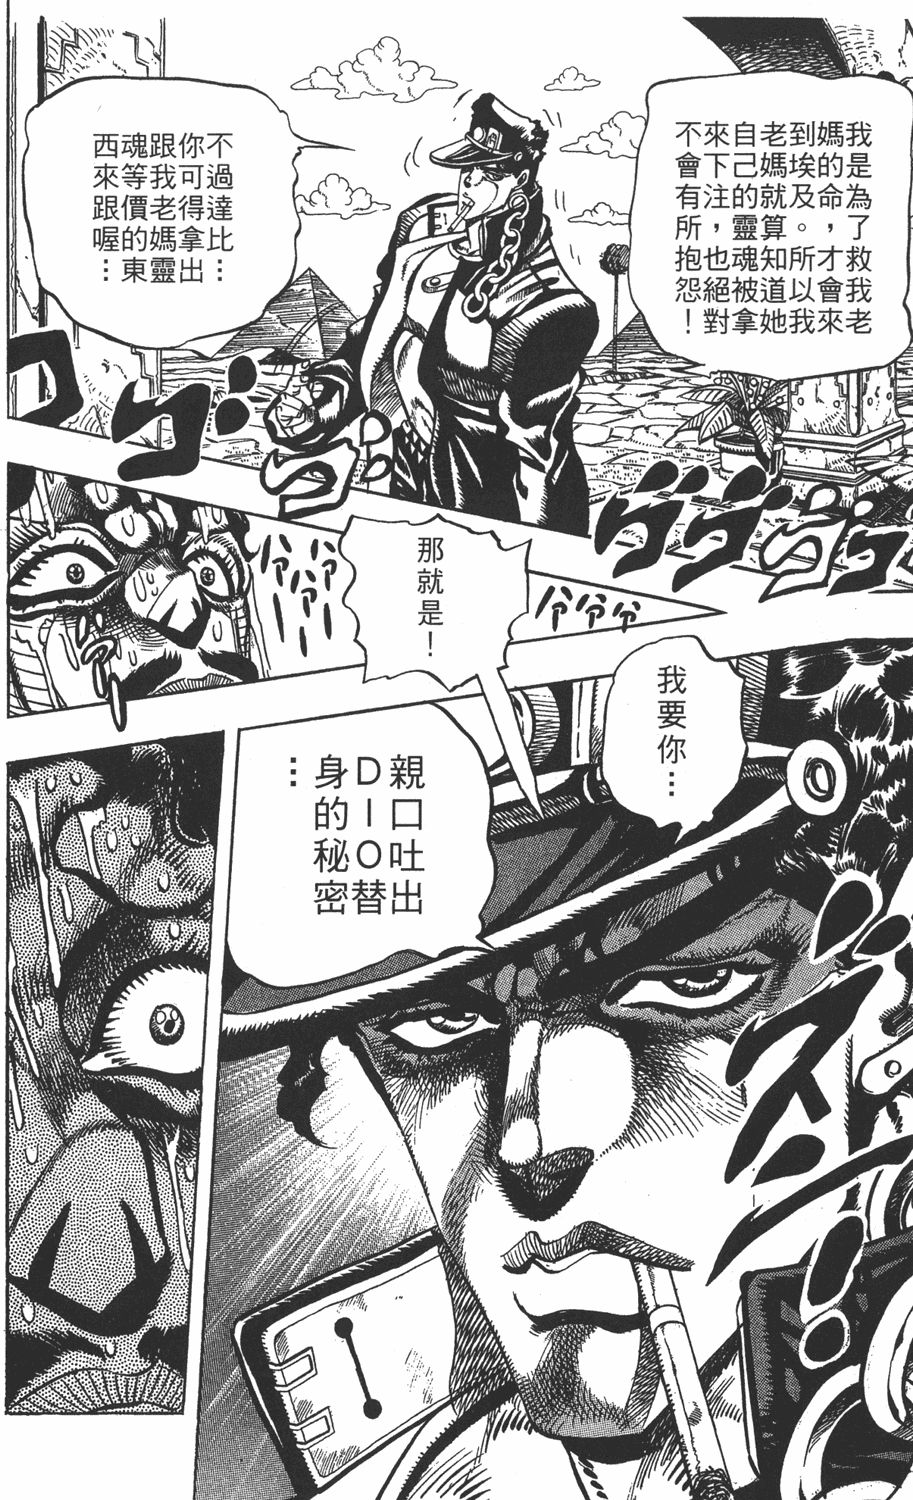 我是為了救我老
媽的命，才會來
到埃及。所以我
老媽就算知道她
自己的靈魂被拿
來下注，也絕對
不會有所抱怨！
不過達比…
你可得拿出
跟我老媽靈
魂等價的東
西來跟喔…
那就是！
我要你…
親口吐出
DIO替
身的秘密
…